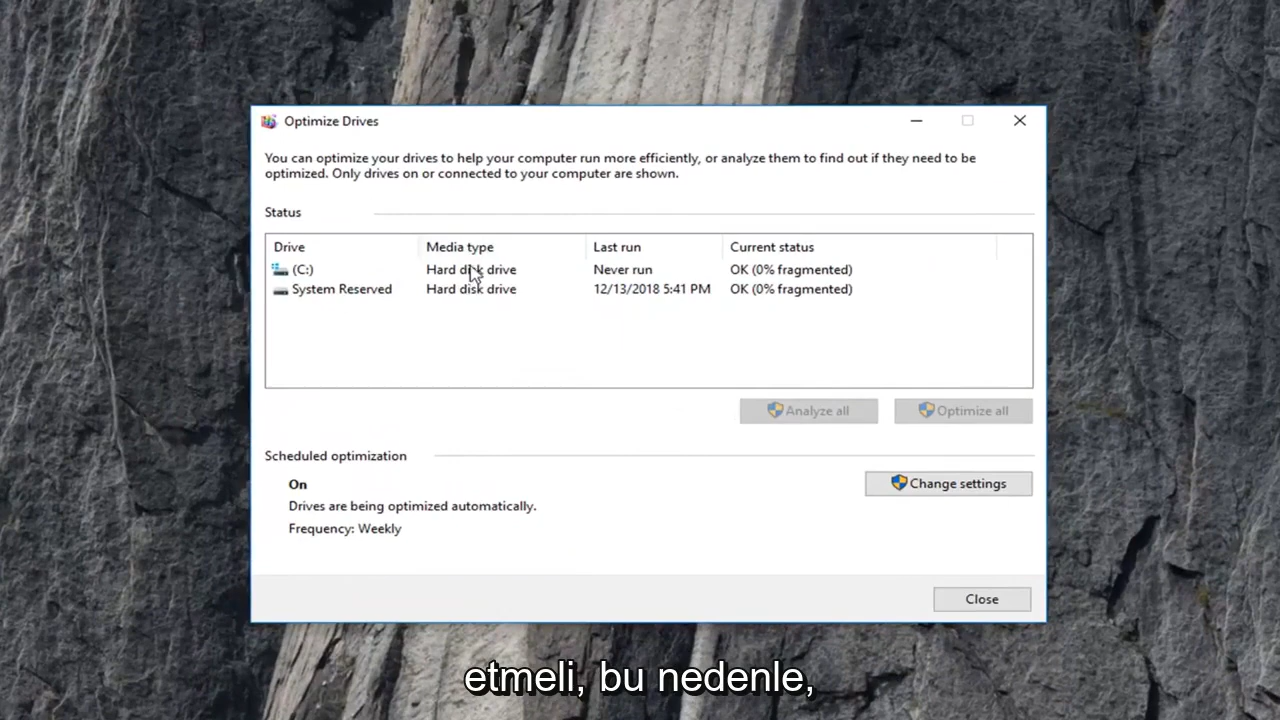 Optimize Drives
You can optimize your drives to help your computer run more efficiently, or analyze them to find out if they need to be
optimized. Only drives on or connected to your computer are shown.
Status
Drive Media type Last run Current status
(C:) Hard disk drive Never run OK (0% fragmented)
System Reserved Hard disk drive 12/13/2018 5:41 PM OK (0% fragmented)
Analyze all Optimize all
Scheduled optimization
On
Change settings
Drives are being optimized automatically.
Frequency: Weekly
Close
etmeli, bu nedenle,